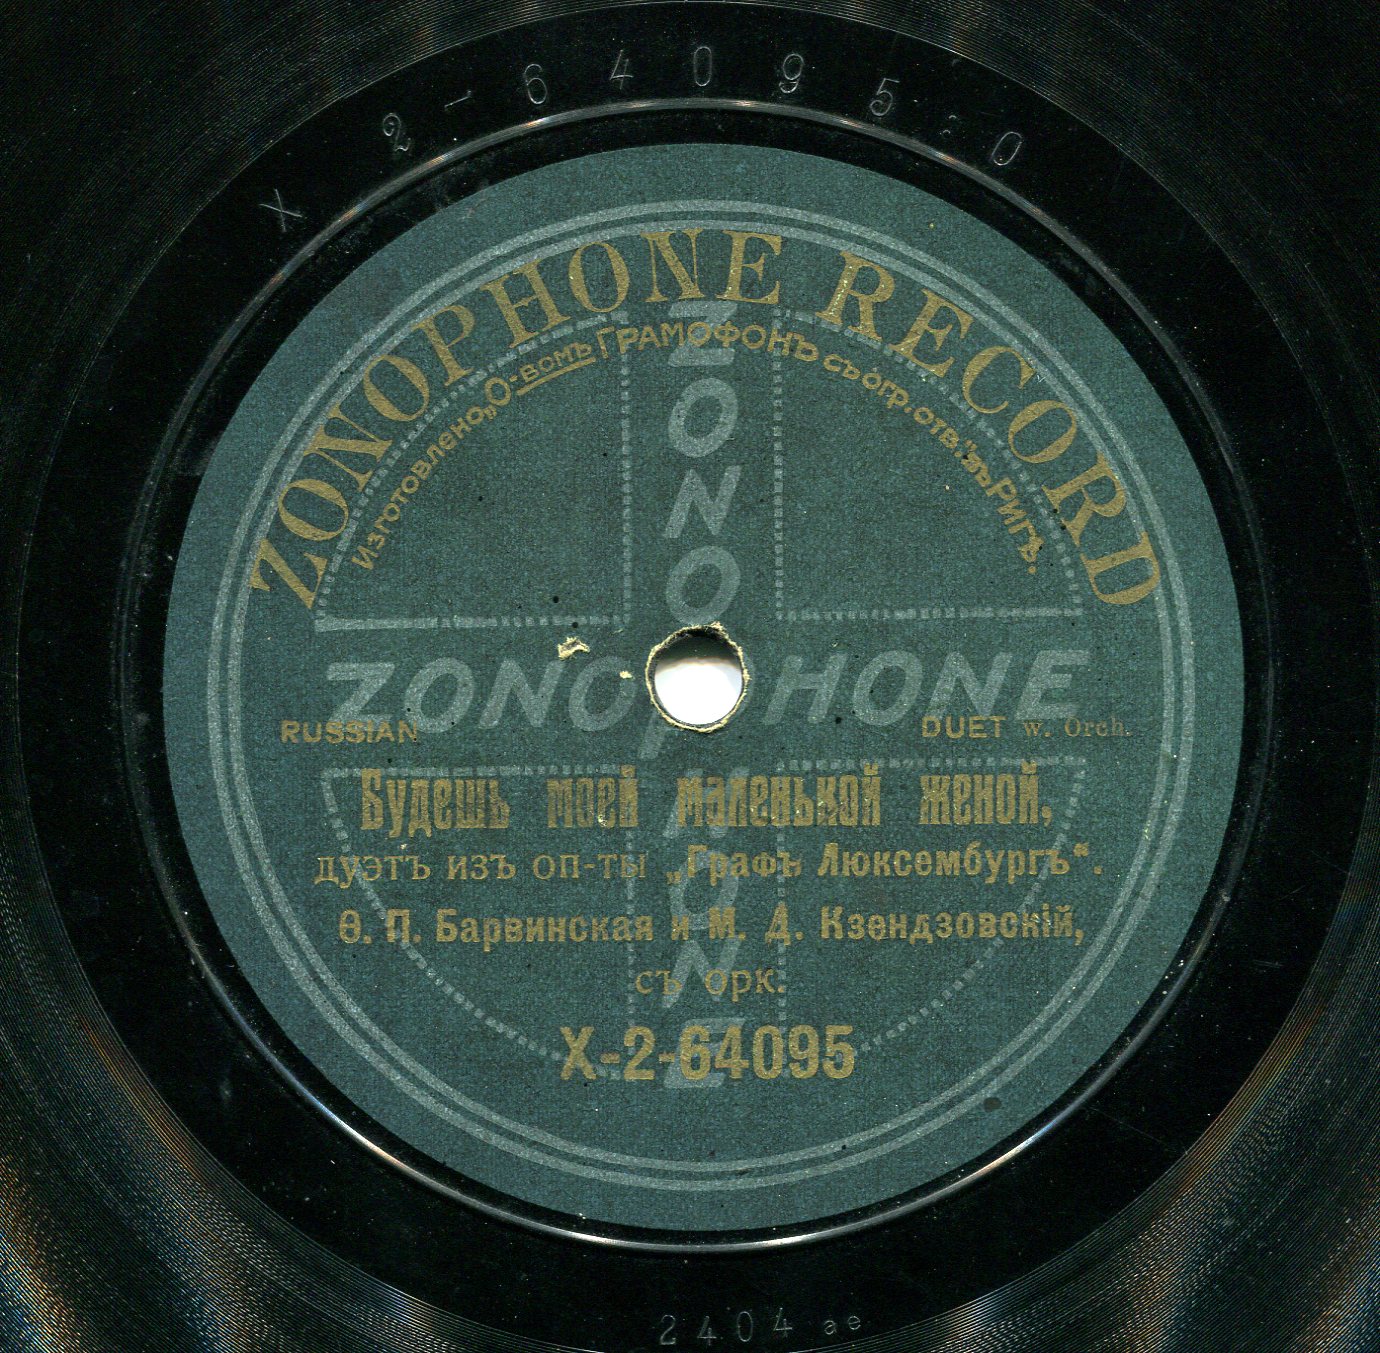 X 2-64095:0
ZONOPHONE RECORD
Изготовлено „О-вомъ ГРАМОФОНЪ съ огр. отв.“ въ Ригѣ.
ZONOPHONE
ZONOPHONE
RUSSIAN
DUET w. Orch.
Будешь моей маленькой женой,
дуэтъ изъ оп-ты „Графъ Люксембургъ“.
Ѳ. П. Барвинская и М. Д. Ксендзовскій,
съ орк.
X-2-64095
2404 ae